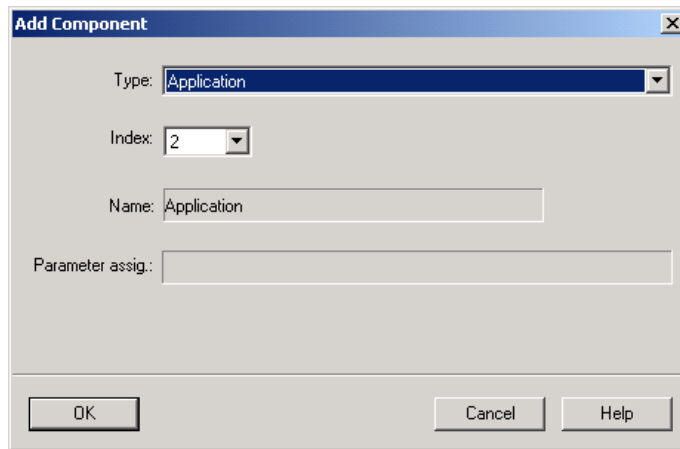 Add Component
Type: Application
Index: 2
Name: Application
Parameter assig.:
OK Cancel Help